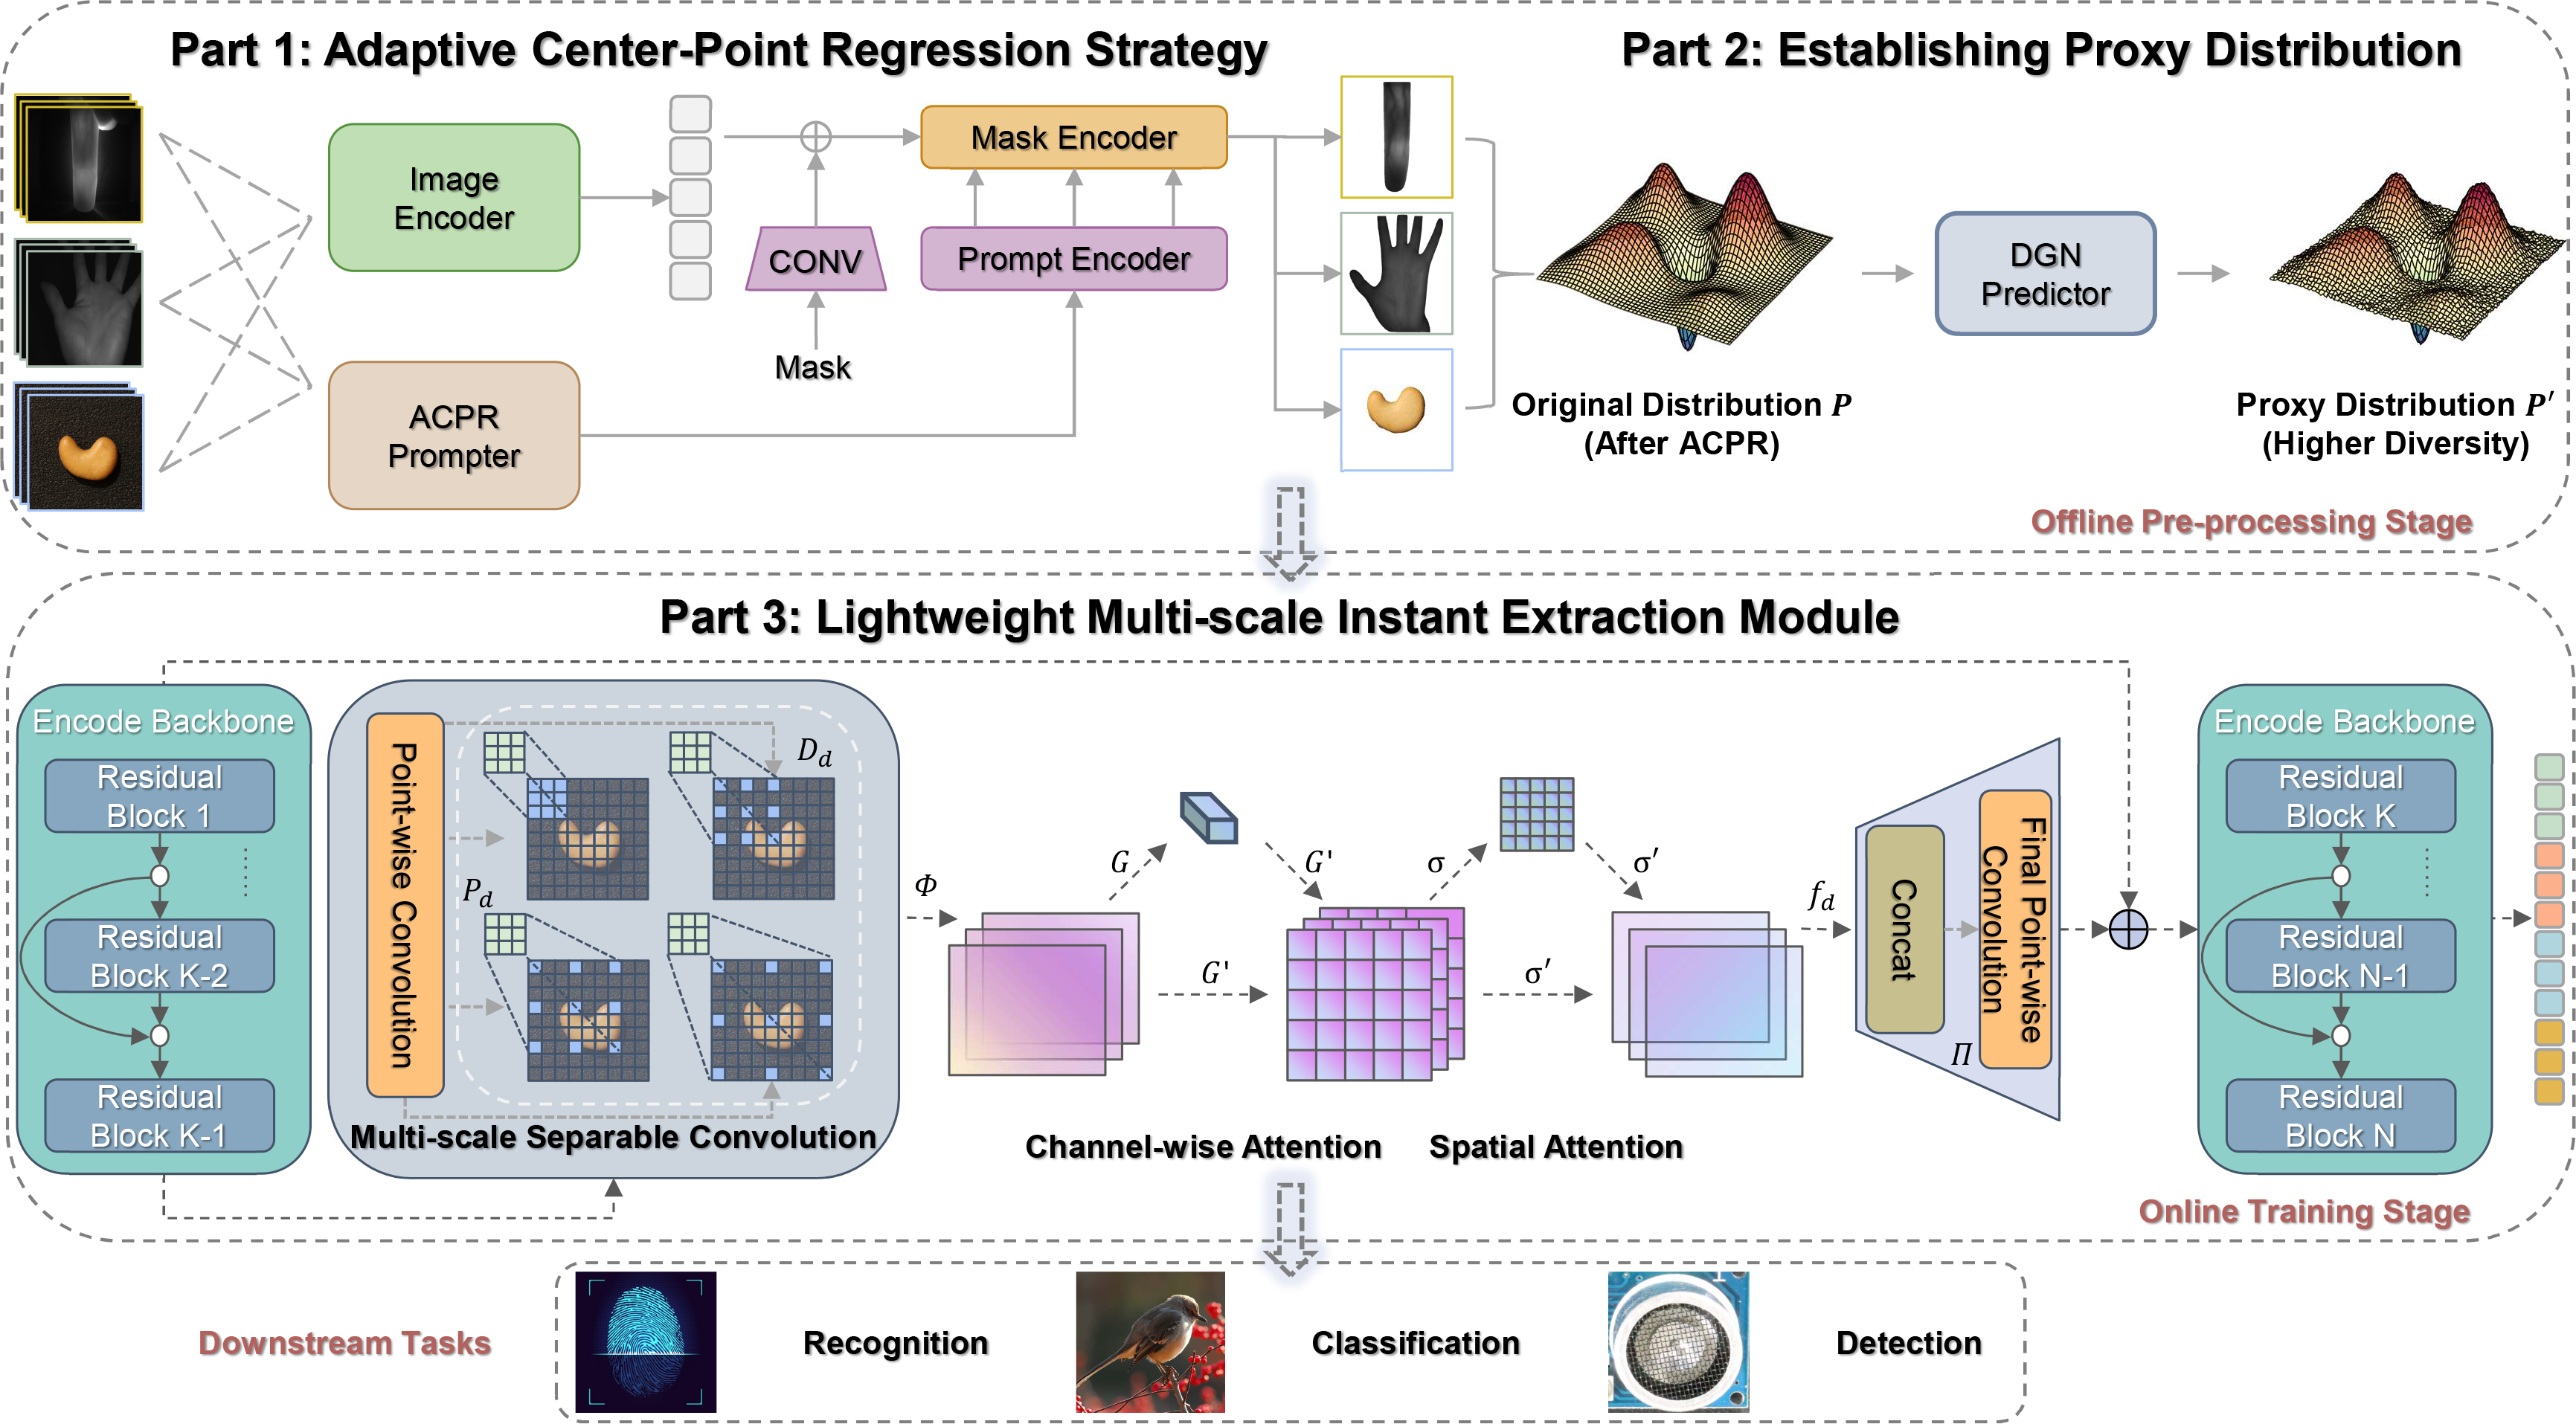 Part 1: Adaptive Center-Point Regression Strategy
Part 2: Establishing Proxy Distribution
Image
Encoder
Mask Encoder
CONV
Prompt Encoder
Mask
ACPR
Prompter
DGN
Predictor
Original Distribution P
(After ACPR)
Proxy Distribution P′
(Higher Diversity)
Offline Pre-processing Stage
Part 3: Lightweight Multi-scale Instant Extraction Module
Encode Backbone
Residual
Block 1
Residual
Block K-2
Residual
Block K-1
Point-wise Convolution
D_d
P_d
Multi-scale Separable Convolution
Φ
G
G'
G'
Channel-wise Attention
σ
σ′
σ′
Spatial Attention
f_d
Concat
Final Point-wise
Convolution
Π
Encode Backbone
Residual
Block K
Residual
Block N-1
Residual
Block N
Online Training Stage
Downstream Tasks
Recognition
Classification
Detection